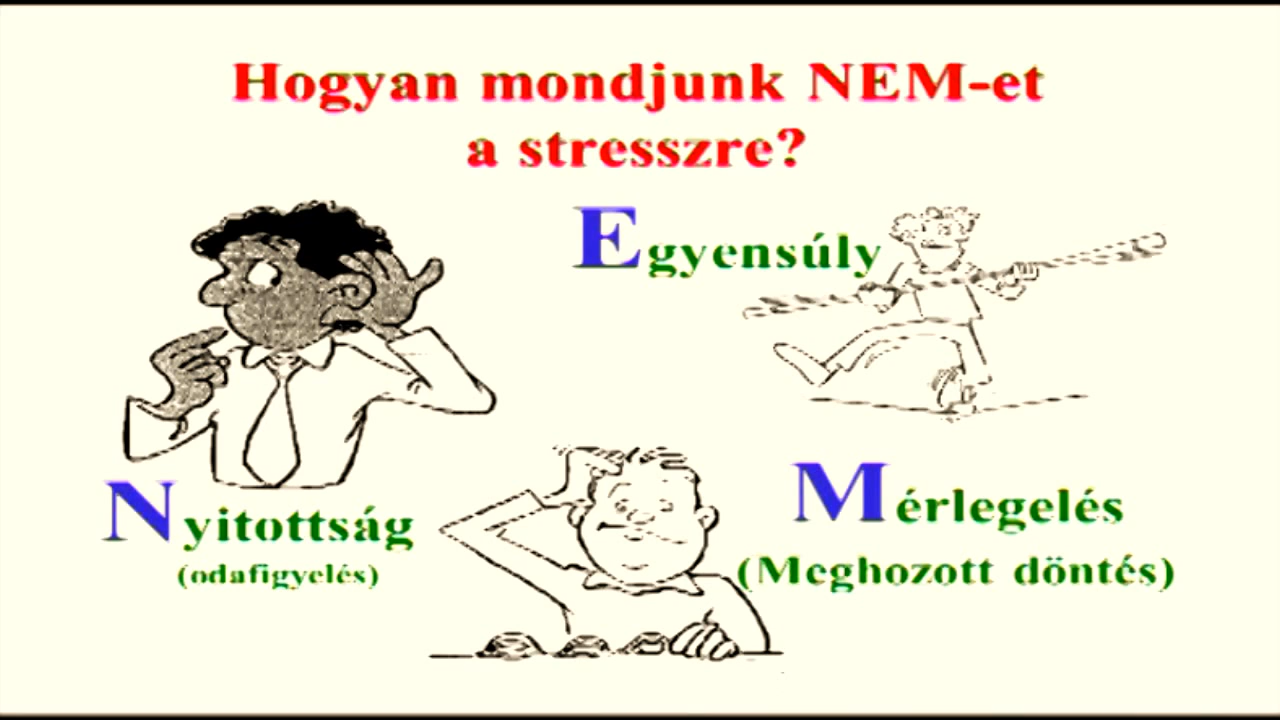 Hogyan mondjunk NEM-et
a stresszre?
Egyensúly
Nyitottság
(odafigyelés)
Mérlegelés
(Meghozott döntés)